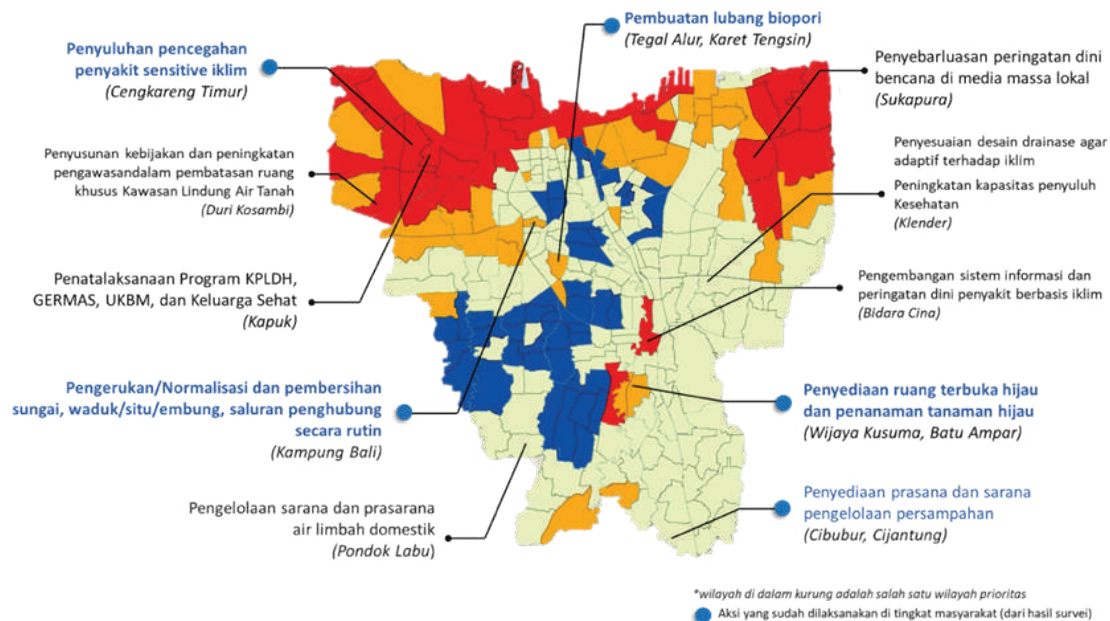 Pembuatan lubang biopori
(Tegal Alur, Karet Tengsin)
Penyuluhan pencegahan
penyakit sensitive iklim
(Cengkareng Timur)
Penyebarluasan peringatan dini
bencana di media massa lokal
(Sukapura)
Penyusunan kebijakan dan peningkatan
pengawasandalam pembatasan ruang
khusus Kawasan Lindung Air Tanah
(Duri Kosambi)
Penyesuaian desain drainase agar
adaptif terhadap iklim
Peningkatan kapasitas penyuluh
Kesehatan
(Klender)
Penatalaksanaan Program KPLDH,
GERMAS, UKBM, dan Keluarga Sehat
(Kapuk)
Pengembangan sistem informasi dan
peringatan dini penyakit berbasis iklim
(Bidara Cina)
Pengerukan/Normalisasi dan pembersihan
sungai, waduk/situ/embung, saluran penghubung
secara rutin
(Kampung Bali)
Penyediaan ruang terbuka hijau
dan penanaman tanaman hijau
(Wijaya Kusuma, Batu Ampar)
Pengelolaan sarana dan prasarana
air limbah domestik
(Pondok Labu)
Penyediaan prasana dan sarana
pengelolaan persampahan
(Cibubur, Cijantung)
*wilayah di dalam kurung adalah salah satu wilayah prioritas
Aksi yang sudah dilaksanakan di tingkat masyarakat (dari hasil survei)